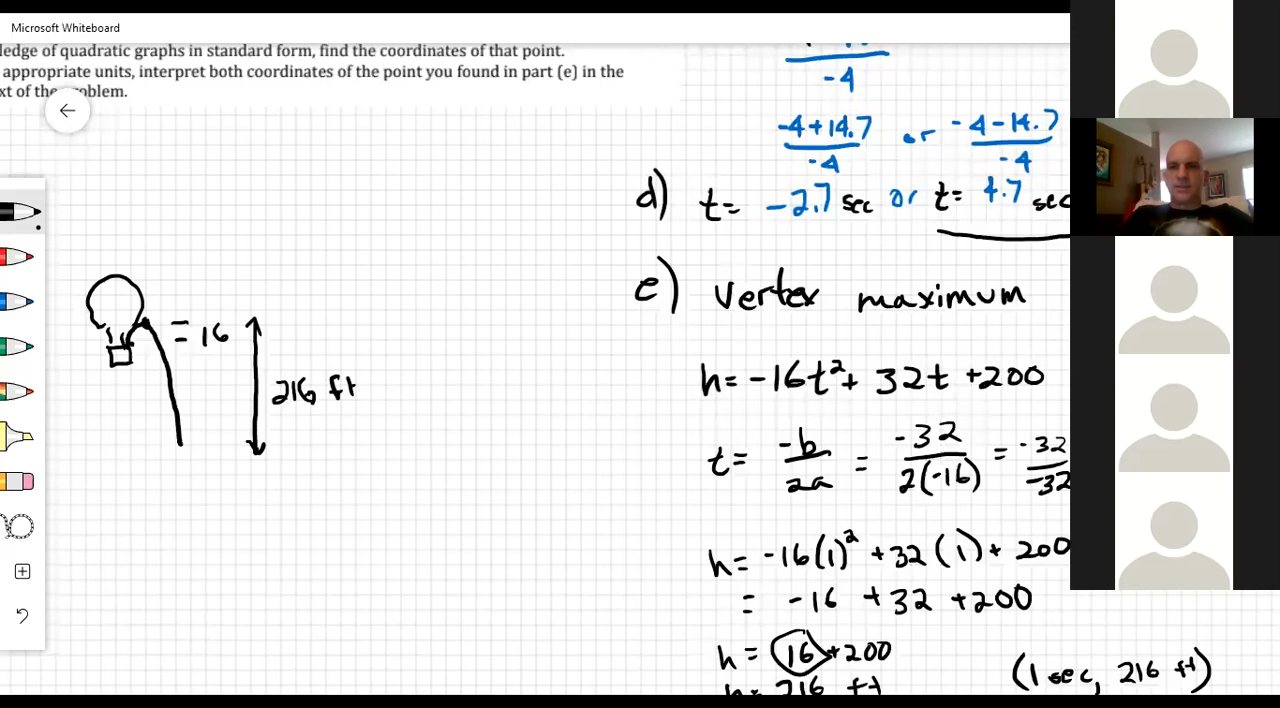 Microsoft Whiteboard
ledge of quadratic graphs in standard form, find the coordinates of that point.
appropriate units, interpret both coordinates of the point you found in part (e) in the
xt of the problem.
-4
-4+14.7 or -4-14.7
-4 -4
d) t= -2.7 sec or t= 4.7 sec
e) vertex maximum
= 16
216 ft
h= -16t²+ 32t +200
t= -b/2a = -32/2(-16) = -32/-32
h= -16(1)² +32(1)+ 200
= -16 +32 +200
h= 16+200
h= 216 ft
(1 sec, 216 ft)